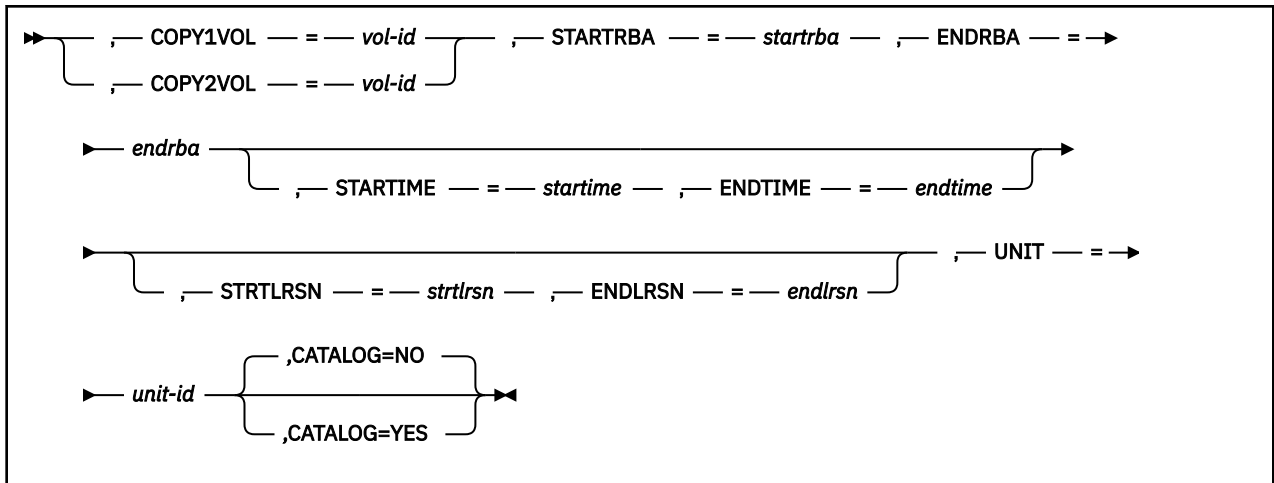 , COPY1VOL = vol-id , STARTRBA = startrba , ENDRBA =
, COPY2VOL = vol-id
endrba
, STARTIME = startime , ENDTIME = endtime
, UNIT =
, STRTLRSN = strtlrsn , ENDLRSN = endlrsn
,CATALOG=NO
unit-id
,CATALOG=YES